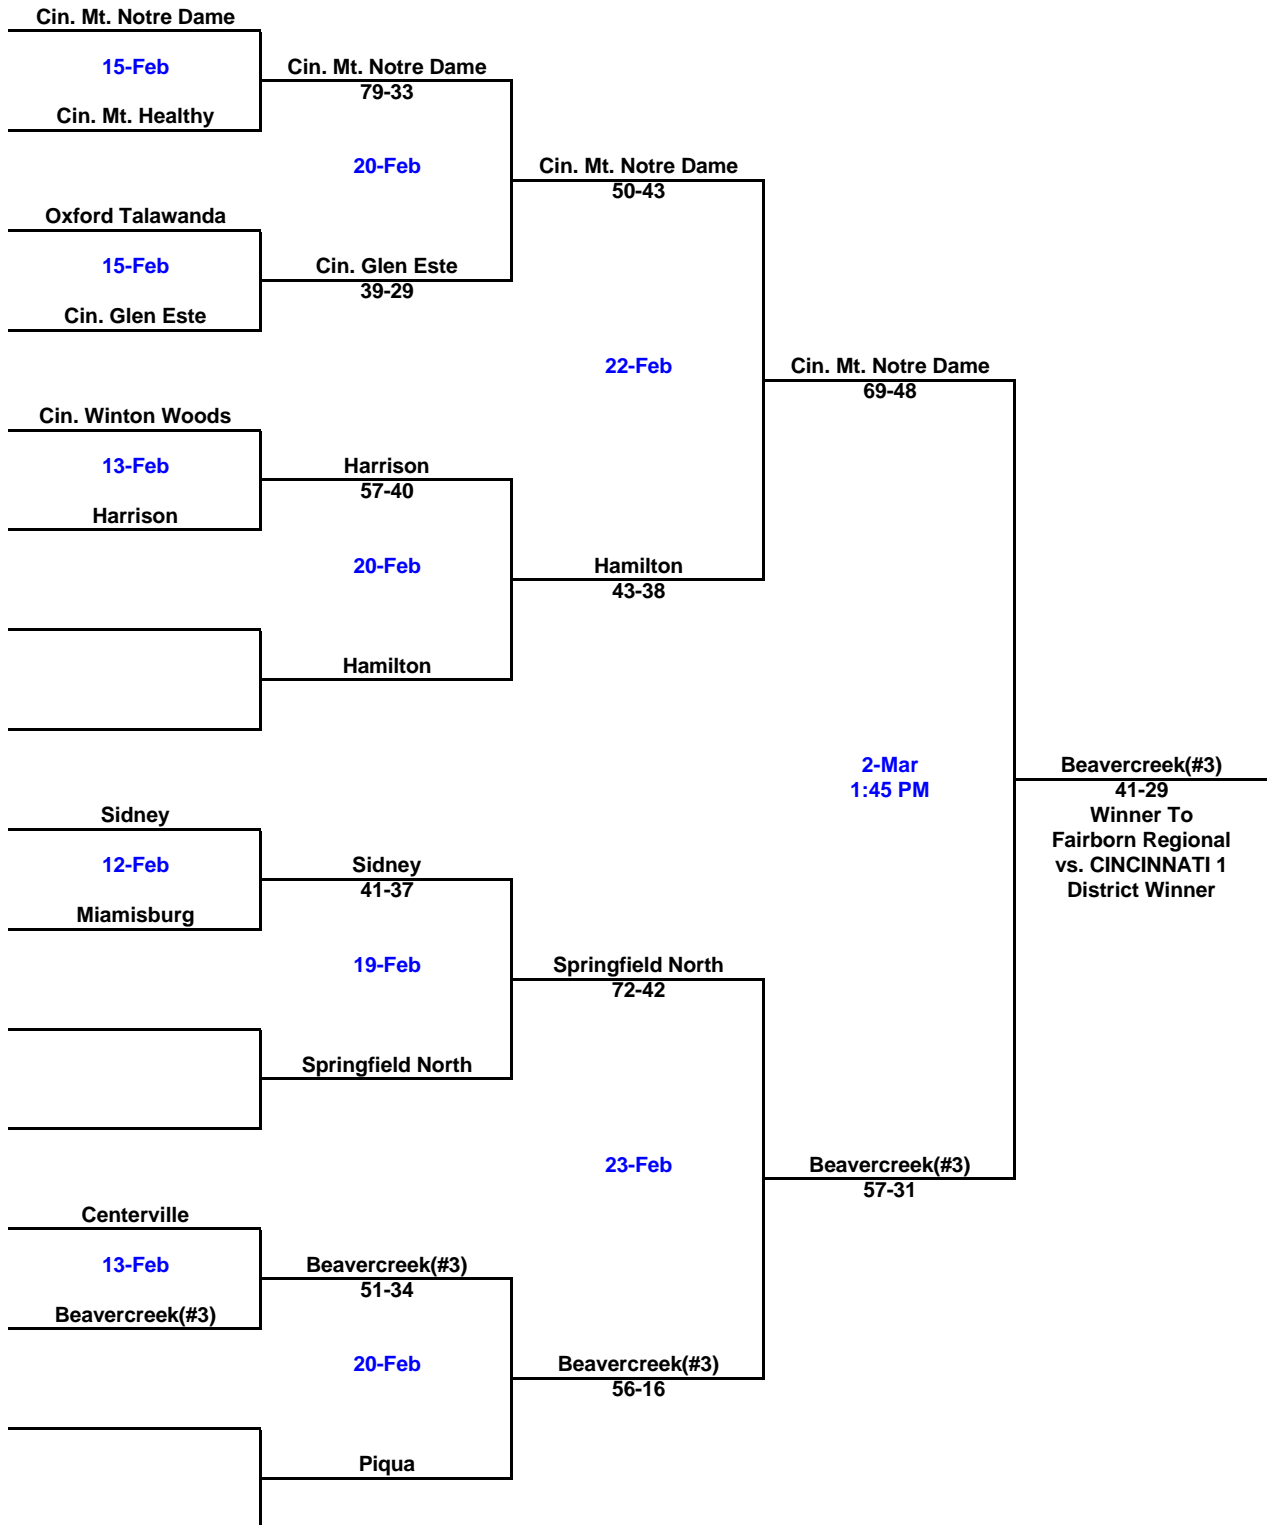 Cin. Mt. Notre Dame
15-Feb
Cin. Mt. Notre Dame
79-33
Cin. Mt. Healthy
20-Feb
Cin. Mt. Notre Dame
50-43
Oxford Talawanda
15-Feb
Cin. Glen Este
39-29
Cin. Glen Este
22-Feb
Cin. Mt. Notre Dame
69-48
Cin. Winton Woods
13-Feb
Harrison
57-40
Harrison
20-Feb
Hamilton
43-38
Hamilton
2-Mar
1:45 PM
Beavercreek(#3)
41-29
Winner To
Fairborn Regional
vs. CINCINNATI 1
District Winner
Sidney
12-Feb
Sidney
41-37
Miamisburg
19-Feb
Springfield North
72-42
Springfield North
23-Feb
Beavercreek(#3)
57-31
Centerville
13-Feb
Beavercreek(#3)
51-34
Beavercreek(#3)
20-Feb
Beavercreek(#3)
56-16
Piqua